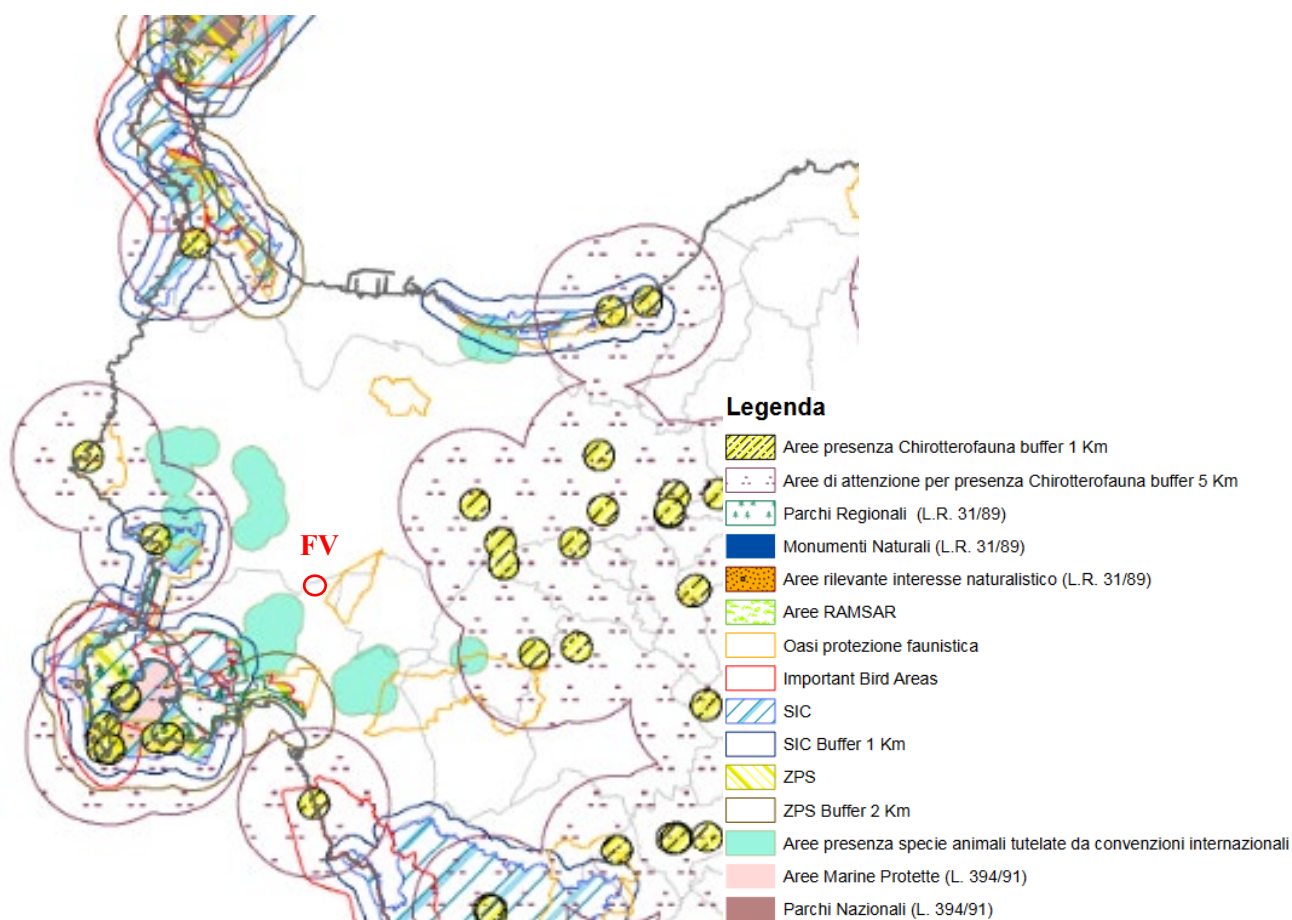 FV
Legenda
Aree presenza Chirotterofauna buffer 1 Km
Aree di attenzione per presenza Chirotterofauna buffer 5 Km
Parchi Regionali (L.R. 31/89)
Monumenti Naturali (L.R. 31/89)
Aree rilevante interesse naturalistico (L.R. 31/89)
Aree RAMSAR
Oasi protezione faunistica
Important Bird Areas
SIC
SIC Buffer 1 Km
ZPS
ZPS Buffer 2 Km
Aree presenza specie animali tutelate da convenzioni internazionali
Aree Marine Protette (L. 394/91)
Parchi Nazionali (L. 394/91)